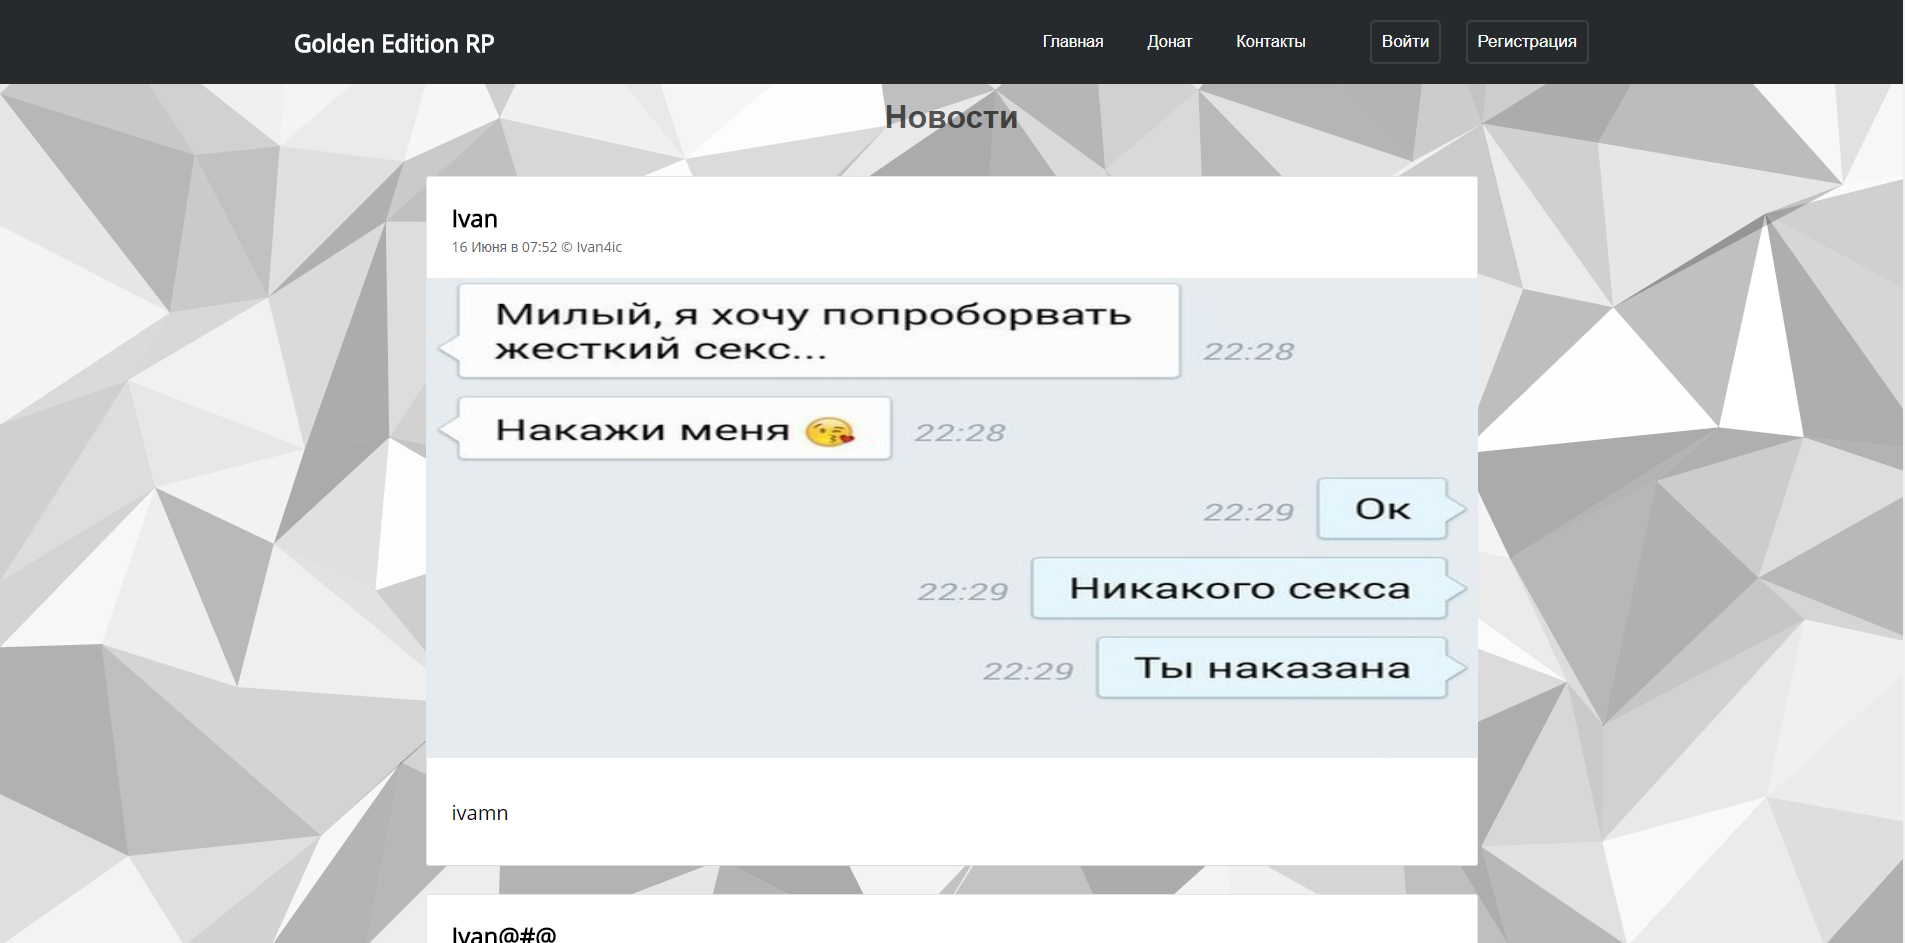 Golden Edition RP
Главная Донат Контакты Войти Регистрация
Новости
Ivan
16 Июня в 07:52 © Ivan4ic
Милый, я хочу попроборвать
жесткий секс...
22:28
Накажи меня 😘
22:28
22:29
Ок
22:29
Никакого секса
22:29
Ты наказана
ivamn
Ivan@#@